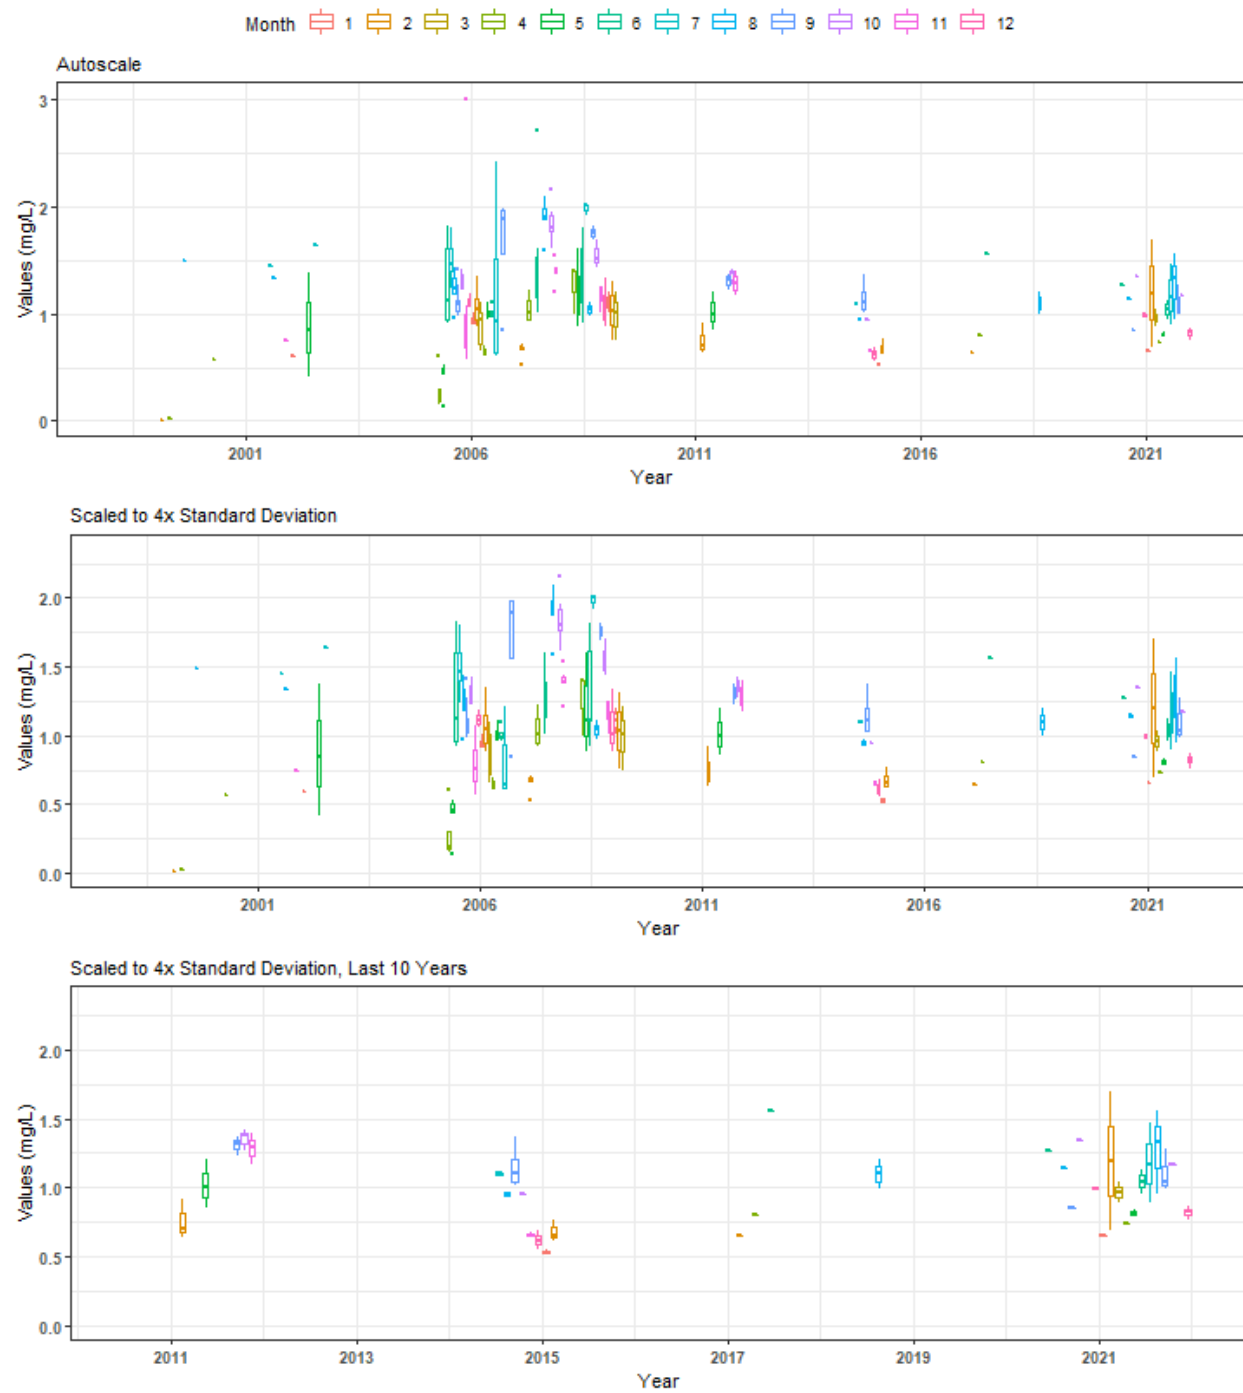 Month 1 2 3 4 5 6 7 8 9 10 11 12
Autoscale
3
2
1
0
Values (mg/L)
2001 2006 2011 2016 2021
Year
Scaled to 4x Standard Deviation
2.0
1.5
1.0
0.5
0.0
Values (mg/L)
2001 2006 2011 2016 2021
Year
Scaled to 4x Standard Deviation, Last 10 Years
2.0
1.5
1.0
0.5
0.0
Values (mg/L)
2011 2013 2015 2017 2019 2021
Year